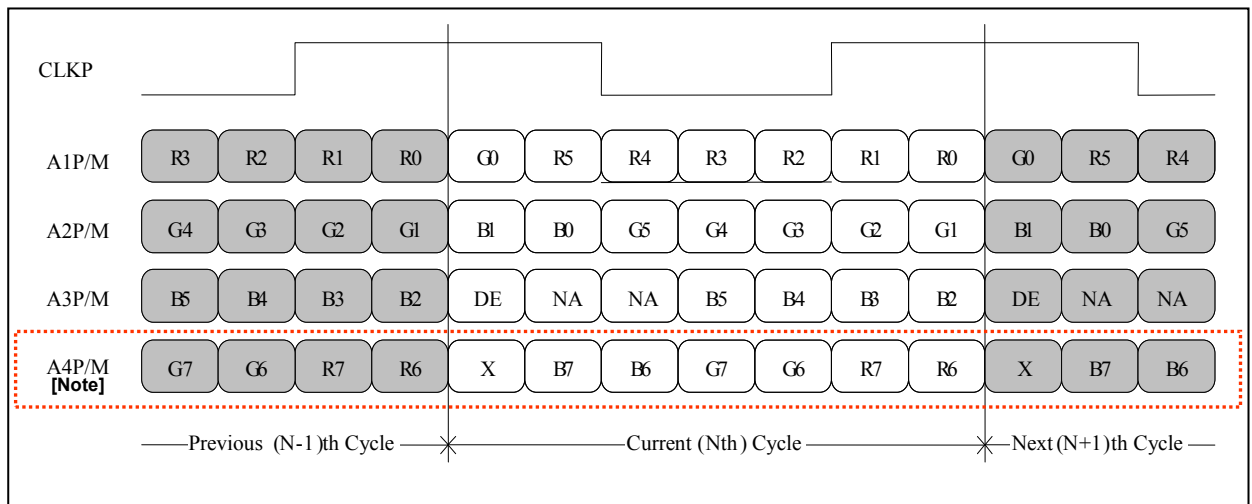 CLKP
A1P/M R3 R2 R1 R0 G0 R5 R4 R3 R2 R1 R0 G0 R5 R4
A2P/M G4 G3 G2 G1 B1 B0 G5 G4 G3 G2 G1 B1 B0 G5
A3P/M B5 B4 B3 B2 DE NA NA B5 B4 B3 B2 DE NA NA
A4P/M G7 G6 R7 R6 X B7 B6 G7 G6 R7 R6 X B7 B6
[Note]
Previous (N-1)th Cycle Current (Nth) Cycle Next (N+1)th Cycle